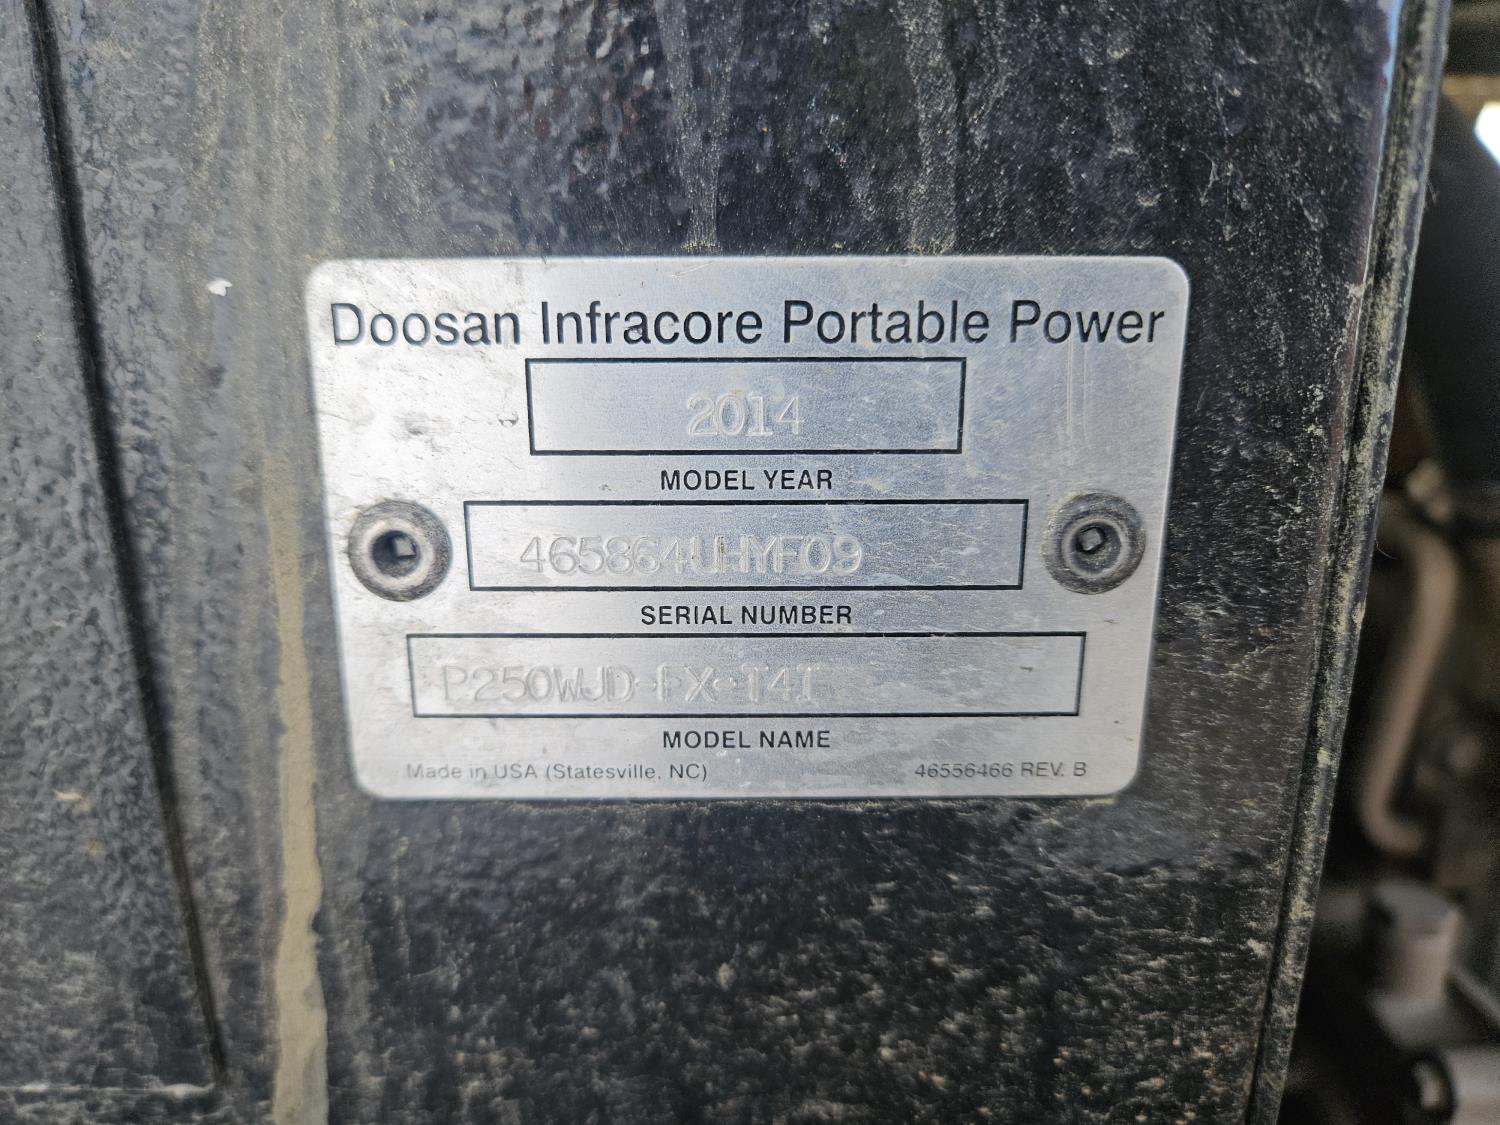 Doosan Infracore Portable Power
2014
MODEL YEAR
465864UHYF09
SERIAL NUMBER
P250WJD-FX-T4I
MODEL NAME
Made in USA (Statesville, NC)
46556466 REV. B